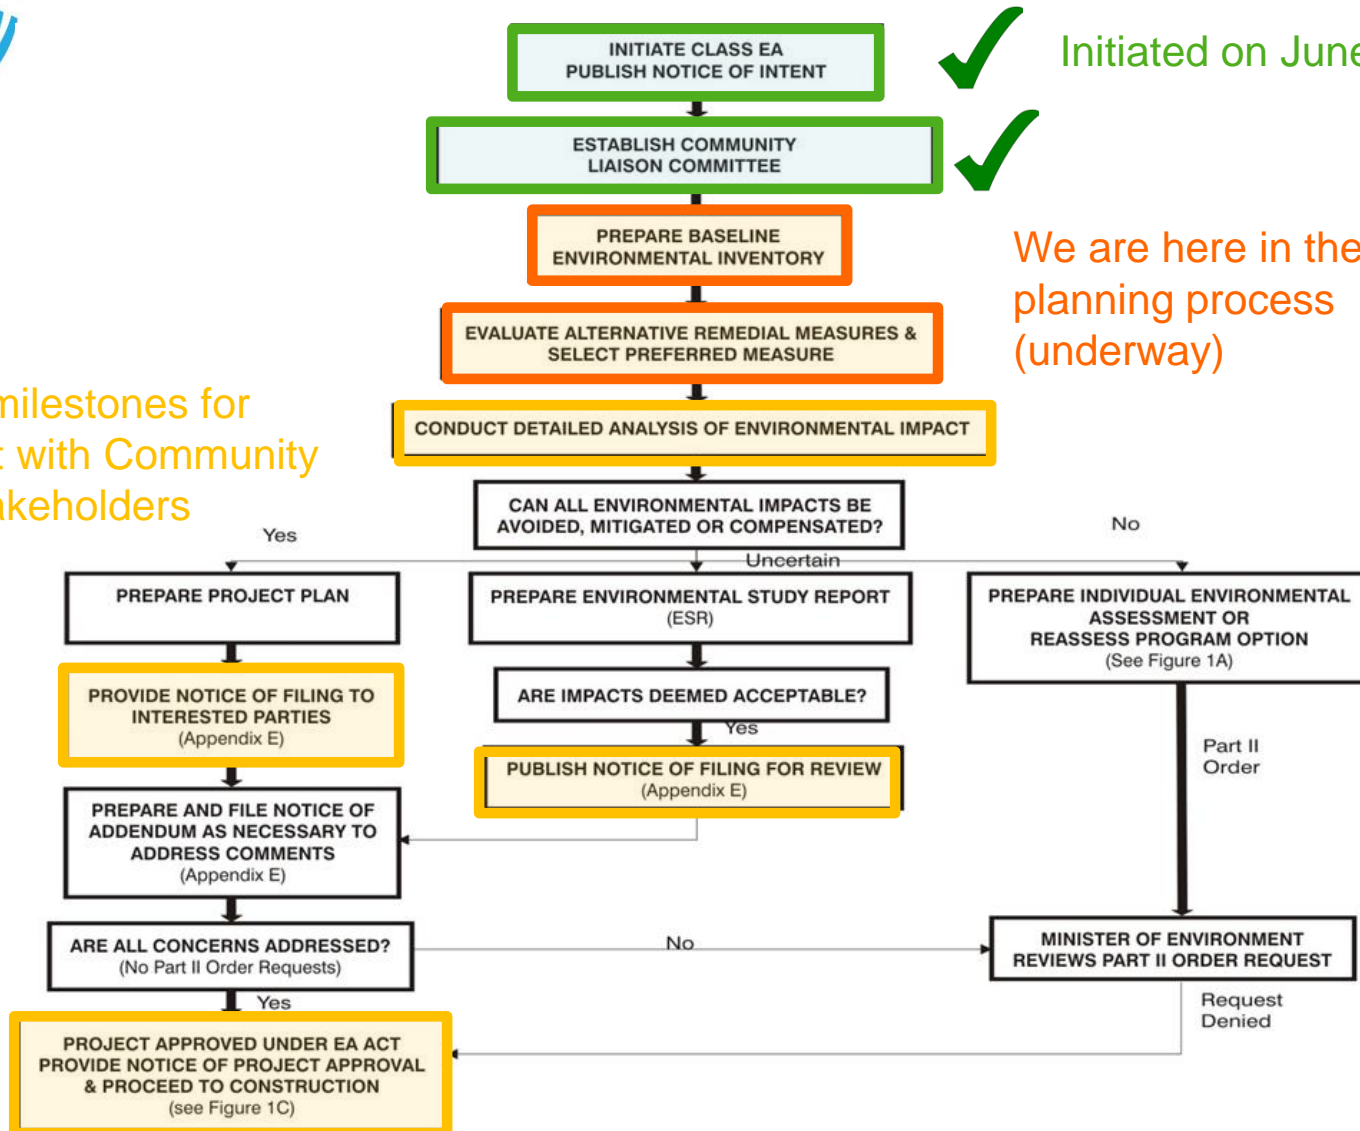 INITIATE CLASS EA
PUBLISH NOTICE OF INTENT
Initiated on June
ESTABLISH COMMUNITY
LIAISON COMMITTEE
PREPARE BASELINE
ENVIRONMENTAL INVENTORY
We are here in the
planning process
(underway)
EVALUATE ALTERNATIVE REMEDIAL MEASURES &
SELECT PREFERRED MEASURE
milestones for
with Community
akeholders
CONDUCT DETAILED ANALYSIS OF ENVIRONMENTAL IMPACT
CAN ALL ENVIRONMENTAL IMPACTS BE
AVOIDED, MITIGATED OR COMPENSATED?
Yes
Uncertain
No
PREPARE PROJECT PLAN
PREPARE ENVIRONMENTAL STUDY REPORT
(ESR)
PREPARE INDIVIDUAL ENVIRONMENTAL
ASSESSMENT OR
REASSESS PROGRAM OPTION
(See Figure 1A)
PROVIDE NOTICE OF FILING TO
INTERESTED PARTIES
(Appendix E)
ARE IMPACTS DEEMED ACCEPTABLE?
Yes
PUBLISH NOTICE OF FILING FOR REVIEW
(Appendix E)
Part II
Order
PREPARE AND FILE NOTICE OF
ADDENDUM AS NECESSARY TO
ADDRESS COMMENTS
(Appendix E)
ARE ALL CONCERNS ADDRESSED?
(No Part II Order Requests)
No
MINISTER OF ENVIRONMENT
REVIEWS PART II ORDER REQUEST
Yes
Request
Denied
PROJECT APPROVED UNDER EA ACT
PROVIDE NOTICE OF PROJECT APPROVAL
& PROCEED TO CONSTRUCTION
(see Figure 1C)